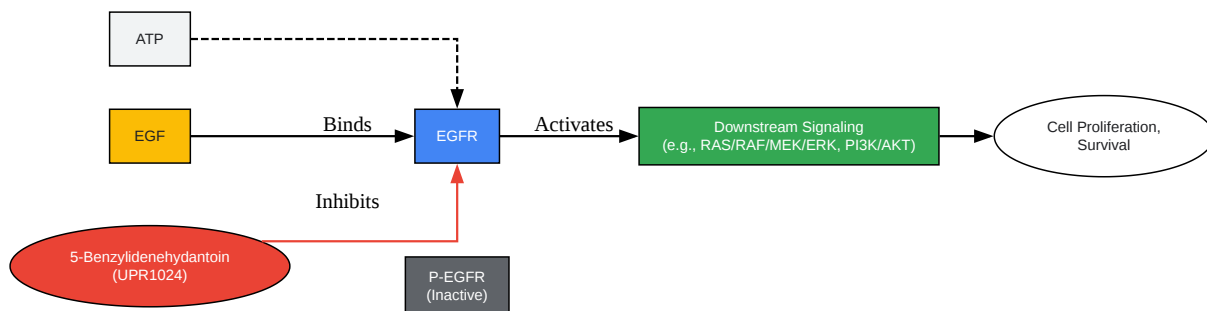 ATP
EGF
Binds
EGFR
Activates
Downstream Signaling
(e.g., RAS/RAF/MEK/ERK, PI3K/AKT)
Cell Proliferation,
Survival
Inhibits
5-Benzylidenehydantoin
(UPR1024)
P-EGFR
(Inactive)